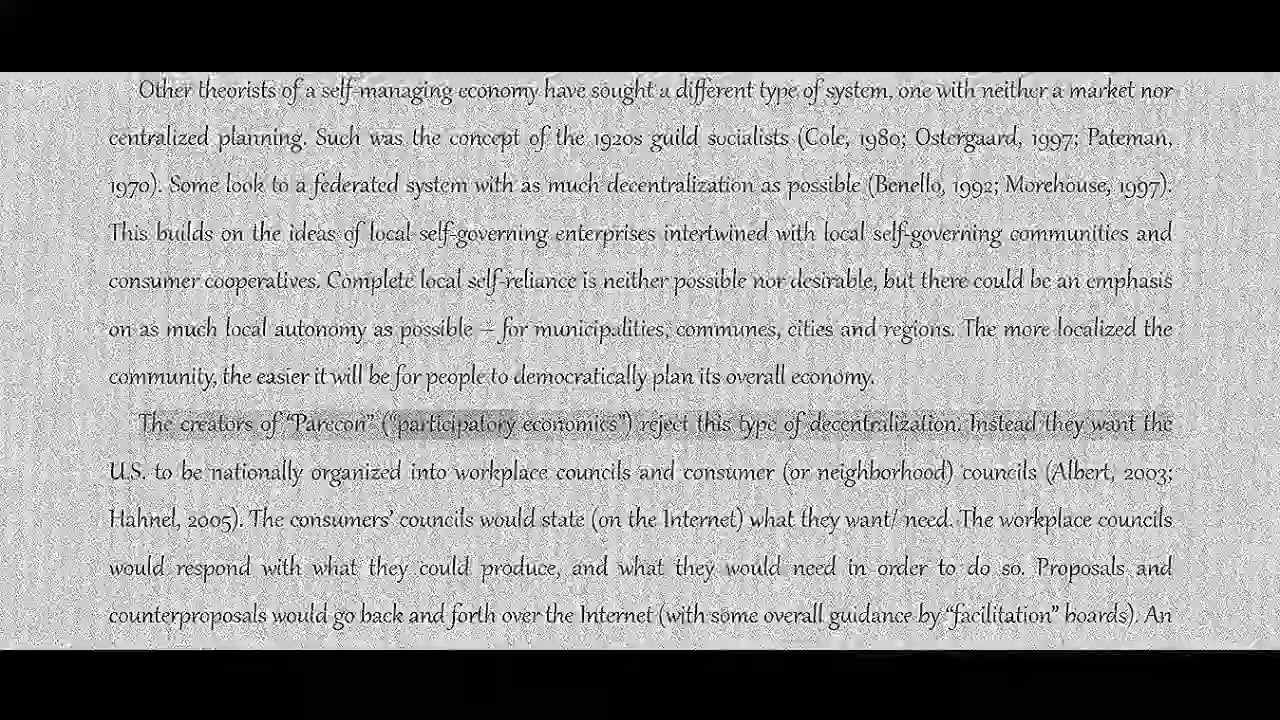 Other theorists of a self-managing economy have sought a different type of system, one with neither a market nor
centralized planning. Such was the concept of the 1920s guild socialists (Cole, 1980; Ostergaard, 1997; Pateman,
1970). Some look to a federated system with as much decentralization as possible (Benello, 1992; Morehouse, 1997).
This builds on the ideas of local self-governing enterprises intertwined with local self-governing communities and
consumer cooperatives. Complete local self-reliance is neither possible nor desirable, but there could be an emphasis
on as much local autonomy as possible – for municipalities, communes, cities and regions. The more localized the
community, the easier it will be for people to democratically plan its overall economy.
The creators of “Parecon” (“participatory economics”) reject this type of decentralization. Instead they want the
U.S. to be nationally organized into workplace councils and consumer (or neighborhood) councils (Albert, 2003;
Hahnel, 2005). The consumers’ councils would state (on the Internet) what they want/ need. The workplace councils
would respond with what they could produce, and what they would need in order to do so. Proposals and
counterproposals would go back and forth over the Internet (with some overall guidance by “facilitation” boards). An